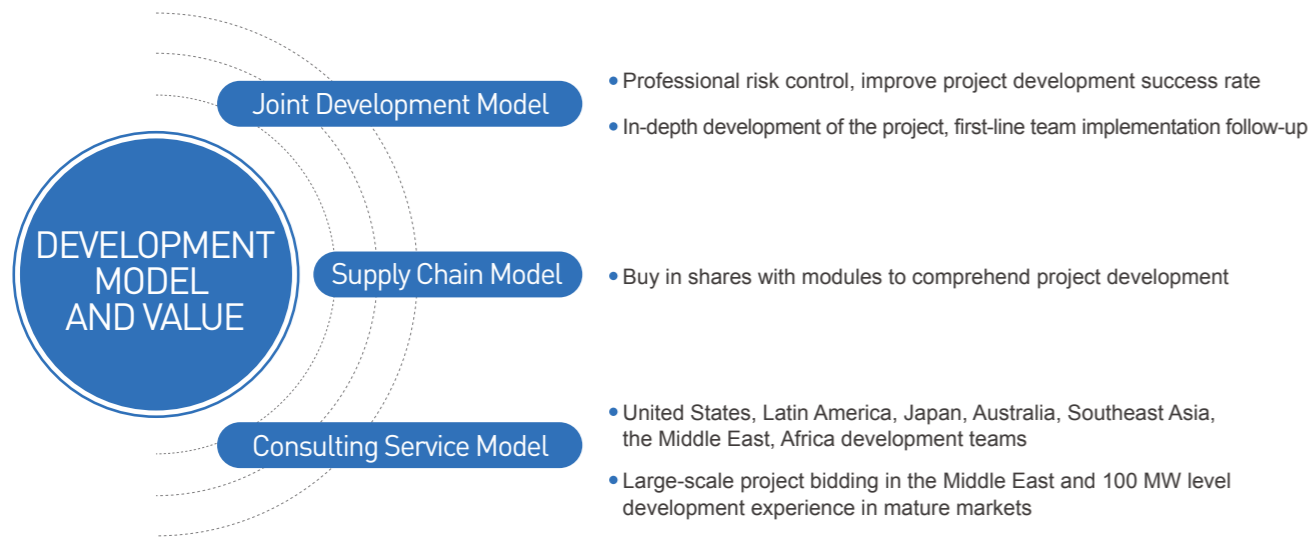 DEVELOPMENT
MODEL
AND VALUE
Joint Development Model
• Professional risk control, improve project development success rate
• In-depth development of the project, first-line team implementation follow-up
Supply Chain Model
• Buy in shares with modules to comprehend project development
Consulting Service Model
• United States, Latin America, Japan, Australia, Southeast Asia,
the Middle East, Africa development teams
• Large-scale project bidding in the Middle East and 100 MW level
development experience in mature markets